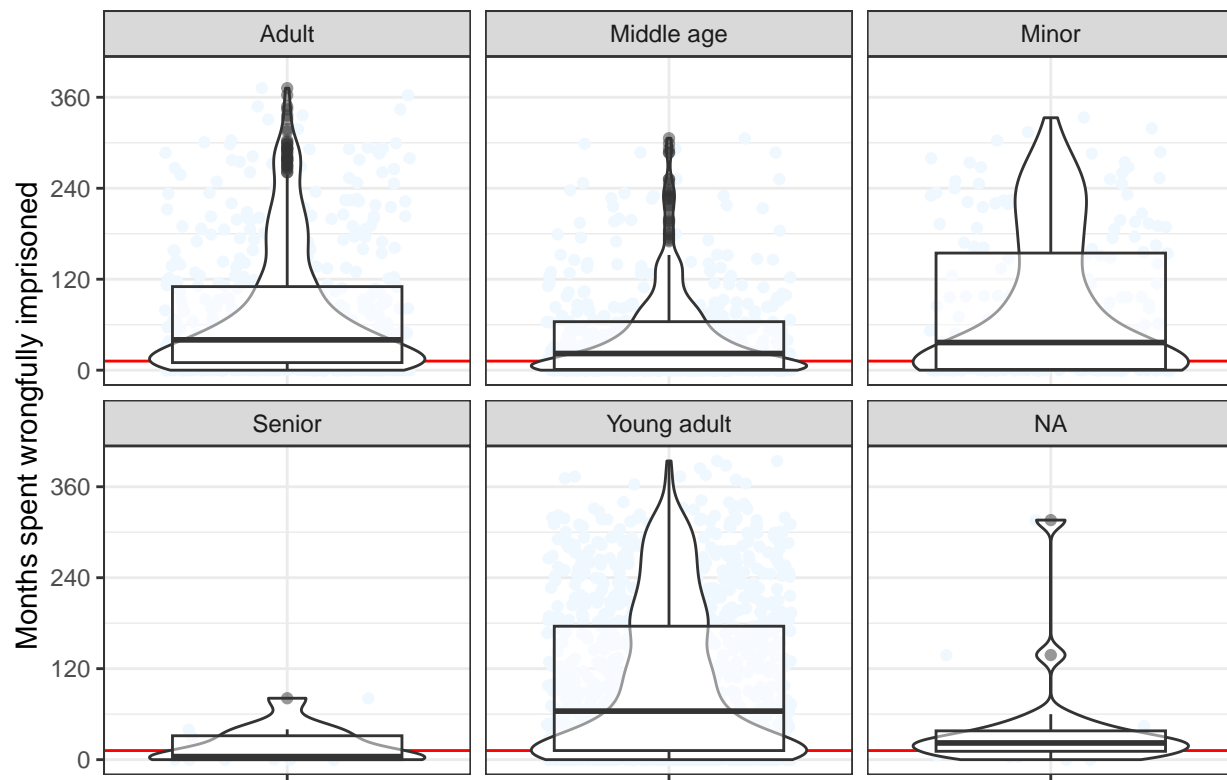 Adult
Middle age
Minor
360
240
120
0
Senior
Young adult
NA
360
240
120
0
Months spent wrongfully imprisoned